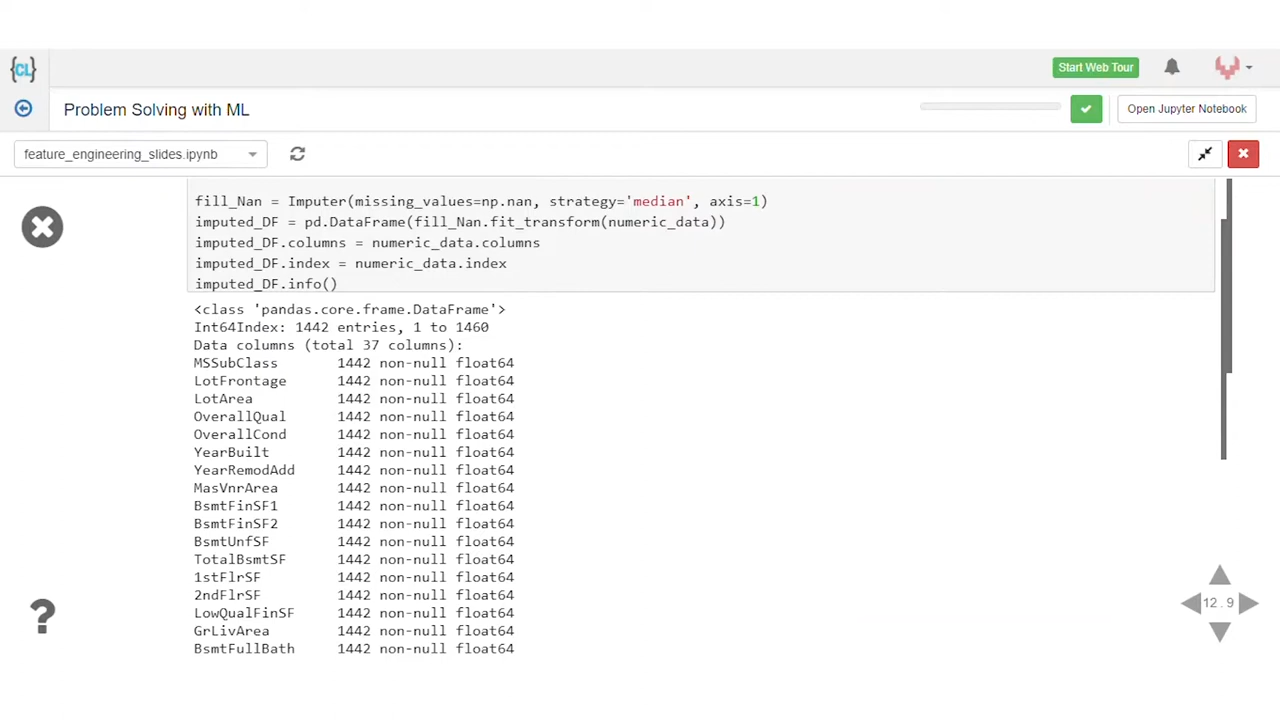 {CL}
Start Web Tour
Problem Solving with ML
Open Jupyter Notebook
feature_engineering_slides.ipynb
fill_Nan = Imputer(missing_values=np.nan, strategy='median', axis=1)
imputed_DF = pd.DataFrame(fill_Nan.fit_transform(numeric_data))
imputed_DF.columns = numeric_data.columns
imputed_DF.index = numeric_data.index
imputed_DF.info()
<class 'pandas.core.frame.DataFrame'>
Int64Index: 1442 entries, 1 to 1460
Data columns (total 37 columns):
MSSubClass 1442 non-null float64
LotFrontage 1442 non-null float64
LotArea 1442 non-null float64
OverallQual 1442 non-null float64
OverallCond 1442 non-null float64
YearBuilt 1442 non-null float64
YearRemodAdd 1442 non-null float64
MasVnrArea 1442 non-null float64
BsmtFinSF1 1442 non-null float64
BsmtFinSF2 1442 non-null float64
BsmtUnfSF 1442 non-null float64
TotalBsmtSF 1442 non-null float64
1stFlrSF 1442 non-null float64
2ndFlrSF 1442 non-null float64
LowQualFinSF 1442 non-null float64
GrLivArea 1442 non-null float64
BsmtFullBath 1442 non-null float64
?
12.9